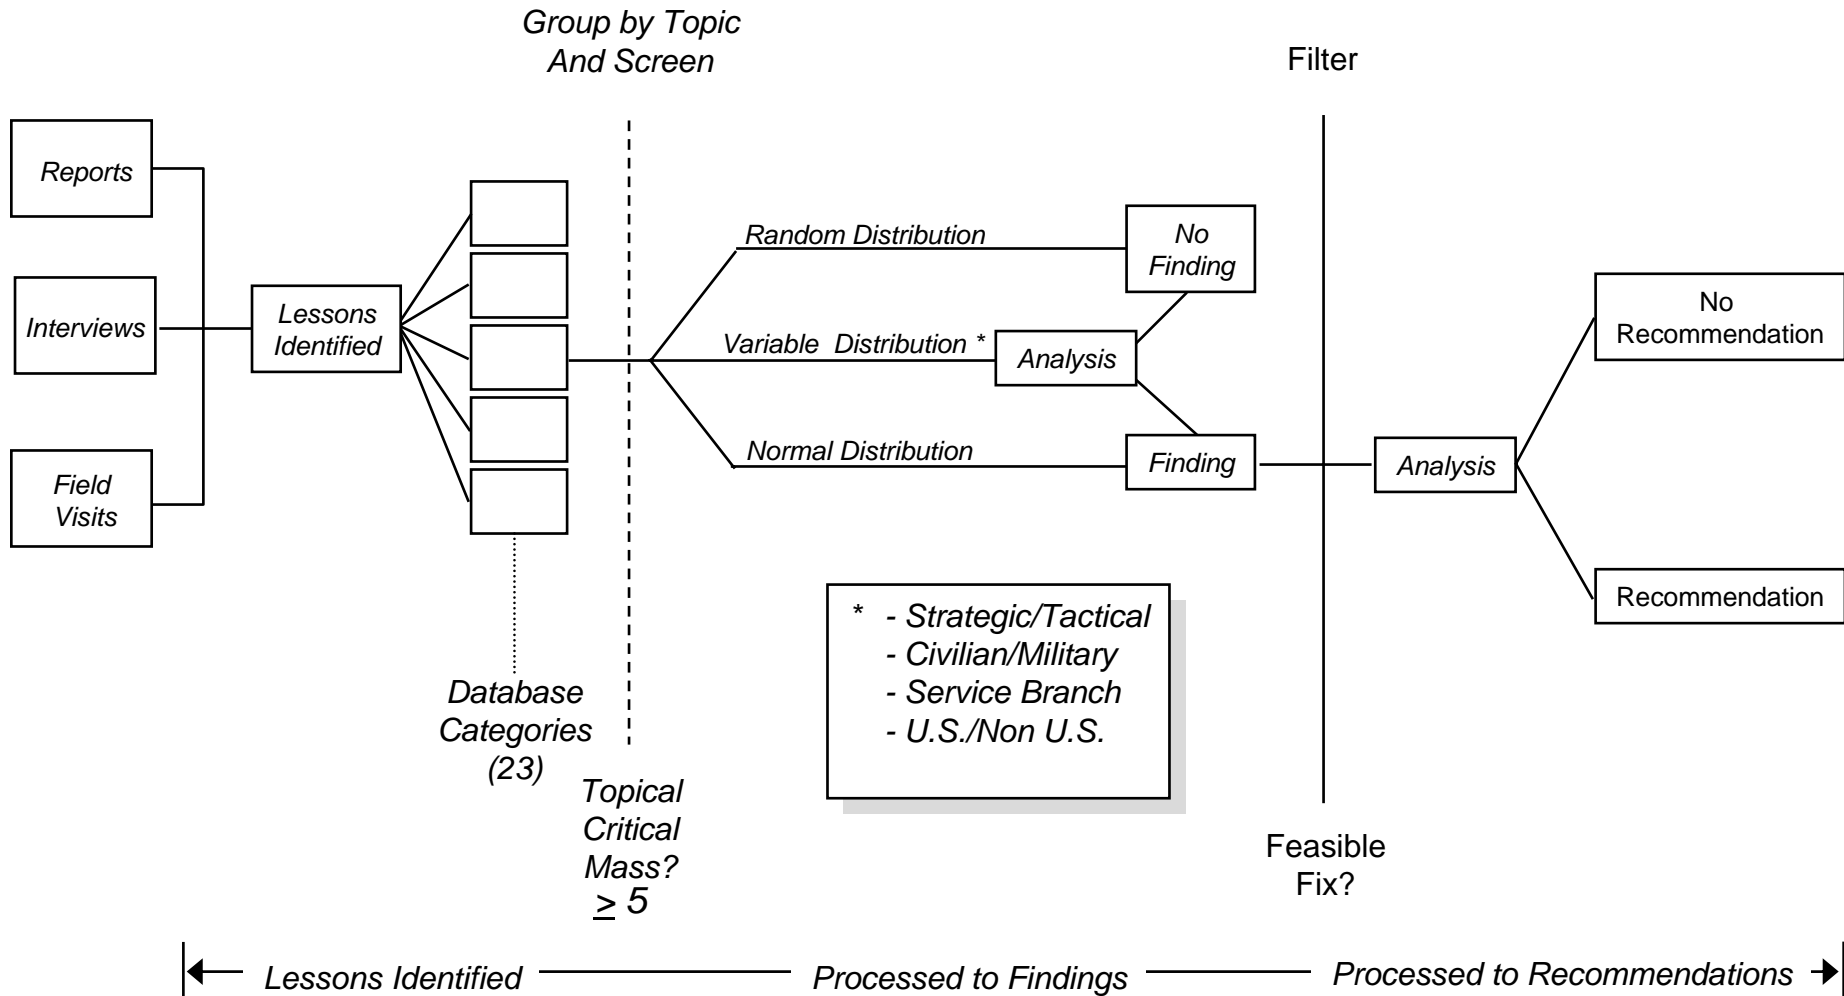 Group by Topic
And Screen
Filter
Reports
Interviews
Field
Visits
Lessons
Identified
Database
Categories
(23)
Topical
Critical
Mass?
≥ 5
Random Distribution
Variable Distribution *
Normal Distribution
No
Finding
Analysis
Finding
* - Strategic/Tactical
- Civilian/Military
- Service Branch
- U.S./Non U.S.
Feasible
Fix?
Analysis
No
Recommendation
Recommendation
Lessons Identified
Processed to Findings
Processed to Recommendations